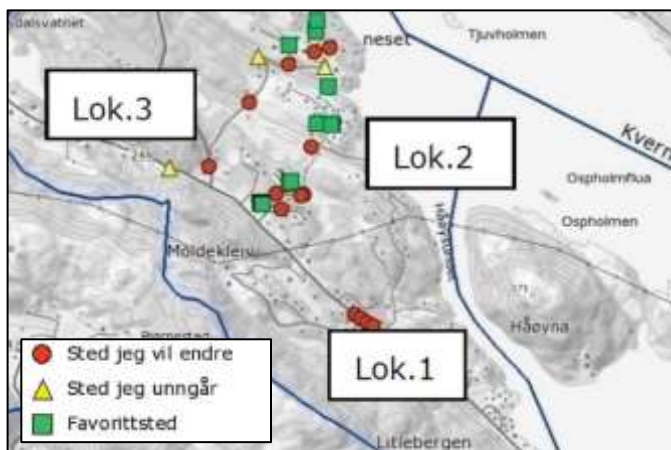 neset
Tjuvholmen
Lok.3
Lok.2
Kvern
Ospholmflua
Ospholmen
Moldekleiv
Håøyna
Sted jeg vil endre
Sted jeg unngår
Favorittsted
Lok.1
Litlebergen